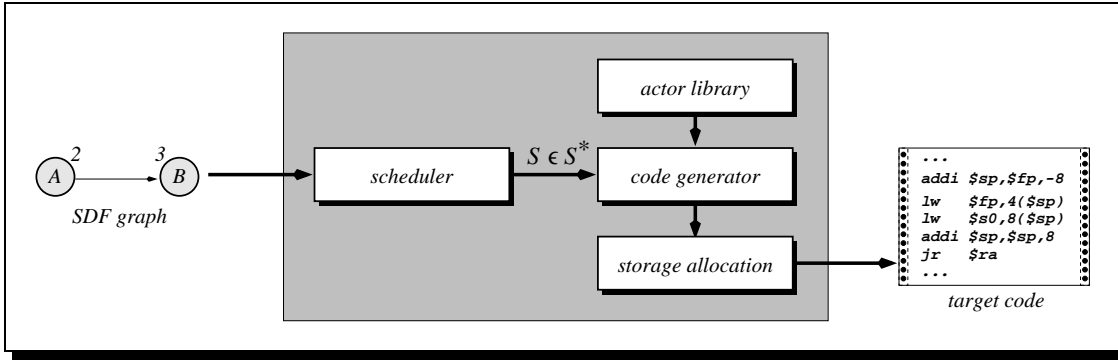 actor library
2
3
A
B
SDF graph
scheduler
S ϵ S*
code generator
storage allocation
...
addi $sp,$fp,-8
lw $fp,4($sp)
lw $s0,8($sp)
addi $sp,$sp,8
jr $ra
...
target code